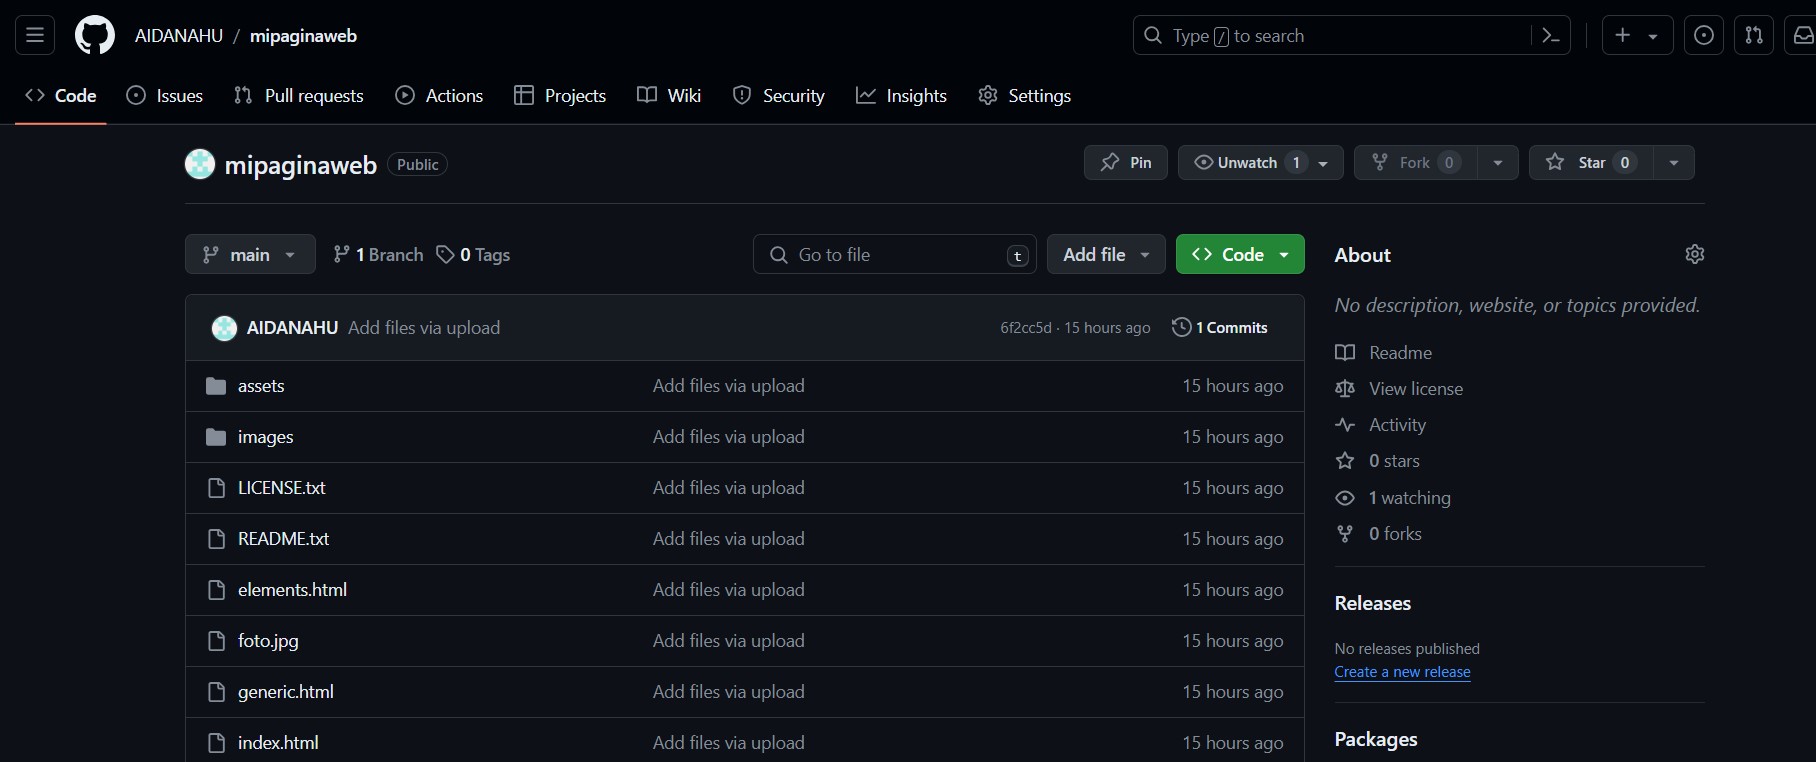 AIDANAHU / mipaginaweb
Type / to search
Code Issues Pull requests Actions Projects Wiki Security Insights Settings
mipaginaweb Public
Pin Unwatch 1 Fork 0 Star 0
main 1 Branch 0 Tags
Go to file t Add file Code
AIDANAHU Add files via upload 6f2cc5d · 15 hours ago 1 Commits
assets Add files via upload 15 hours ago
images Add files via upload 15 hours ago
LICENSE.txt Add files via upload 15 hours ago
README.txt Add files via upload 15 hours ago
elements.html Add files via upload 15 hours ago
foto.jpg Add files via upload 15 hours ago
generic.html Add files via upload 15 hours ago
index.html Add files via upload 15 hours ago
About
No description, website, or topics provided.
Readme
View license
Activity
0 stars
1 watching
0 forks
Releases
No releases published
Create a new release
Packages